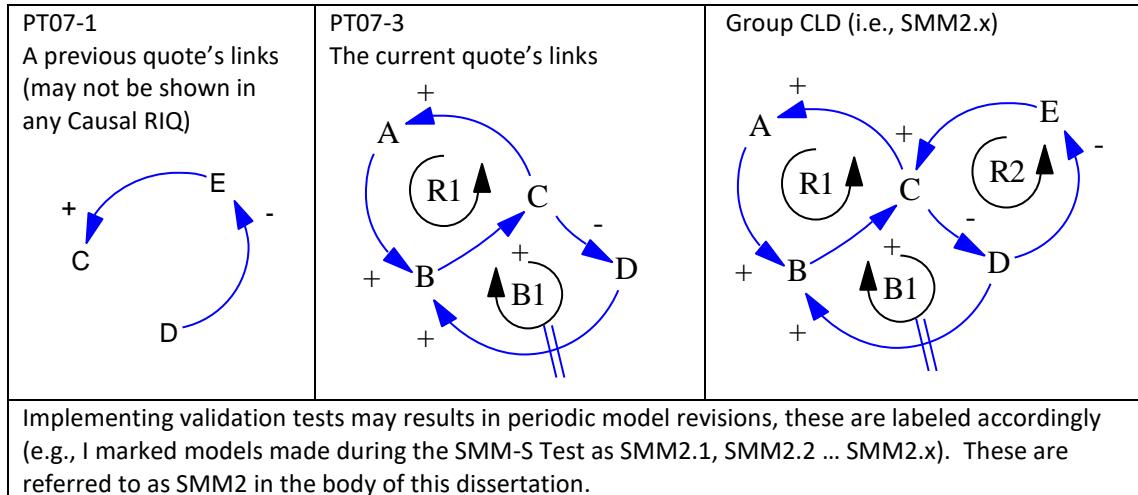 PT07-1
A previous quote's links
(may not be shown in
any Causal RIQ)
+
E
-
C
D
PT07-3
The current quote's links
+
A
R1
C
-
+
B
+
D
B1
+
Group CLD (i.e., SMM2.x)
+
A
+
E
-
R1
R2
C
-
+
B
+
D
B1
+
Implementing validation tests may results in periodic model revisions, these are labeled accordingly
(e.g., I marked models made during the SMM-S Test as SMM2.1, SMM2.2 … SMM2.x).  These are
referred to as SMM2 in the body of this dissertation.